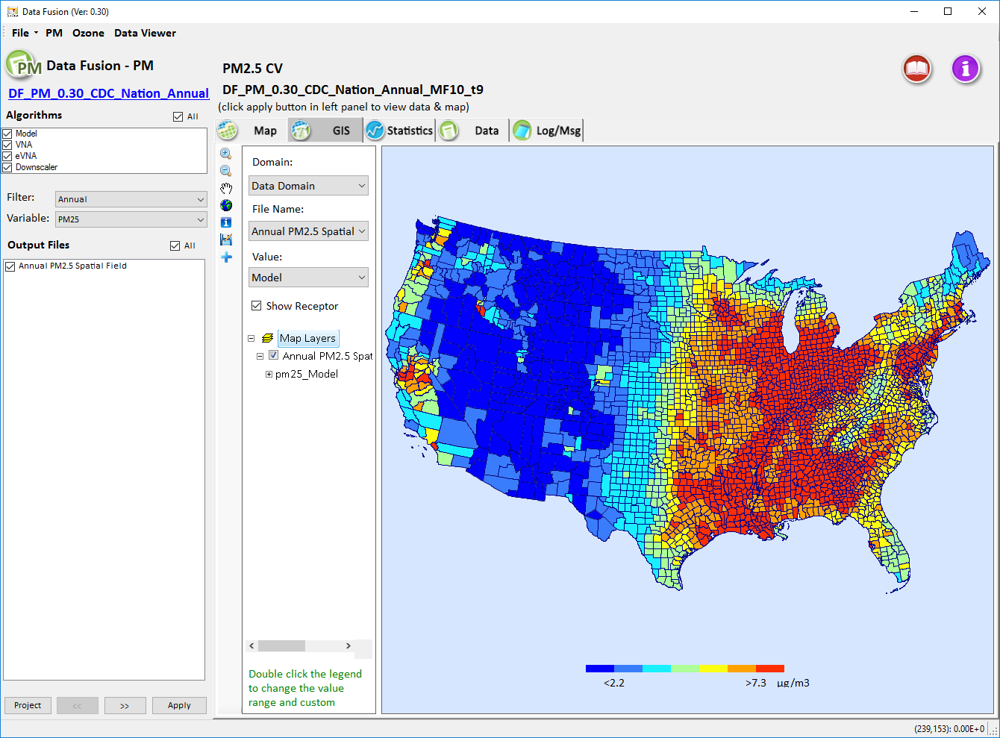 Data Fusion (Ver: 0.30)
File PM Ozone Data Viewer
PM Data Fusion - PM
DF_PM_0.30_CDC_Nation_Annual
Algorithms All
Model
VNA
eVNA
Downscaler
Filter: Annual
Variable: PM25
Output Files All
Annual PM2.5 Spatial Field
Project << >> Apply
PM2.5 CV
DF_PM_0.30_CDC_Nation_Annual_MF10_t9
(click apply button in left panel to view data & map)
Map GIS Statistics Data Log/Msg
Domain:
Data Domain
File Name:
Annual PM2.5 Spatial
Value:
Model
Show Receptor
Map Layers
Annual PM2.5 Spat
pm25_Model
Double click the legend
to change the value
range and custom
<2.2 >7.3 µg/m3
(239,153): 0.00E+0